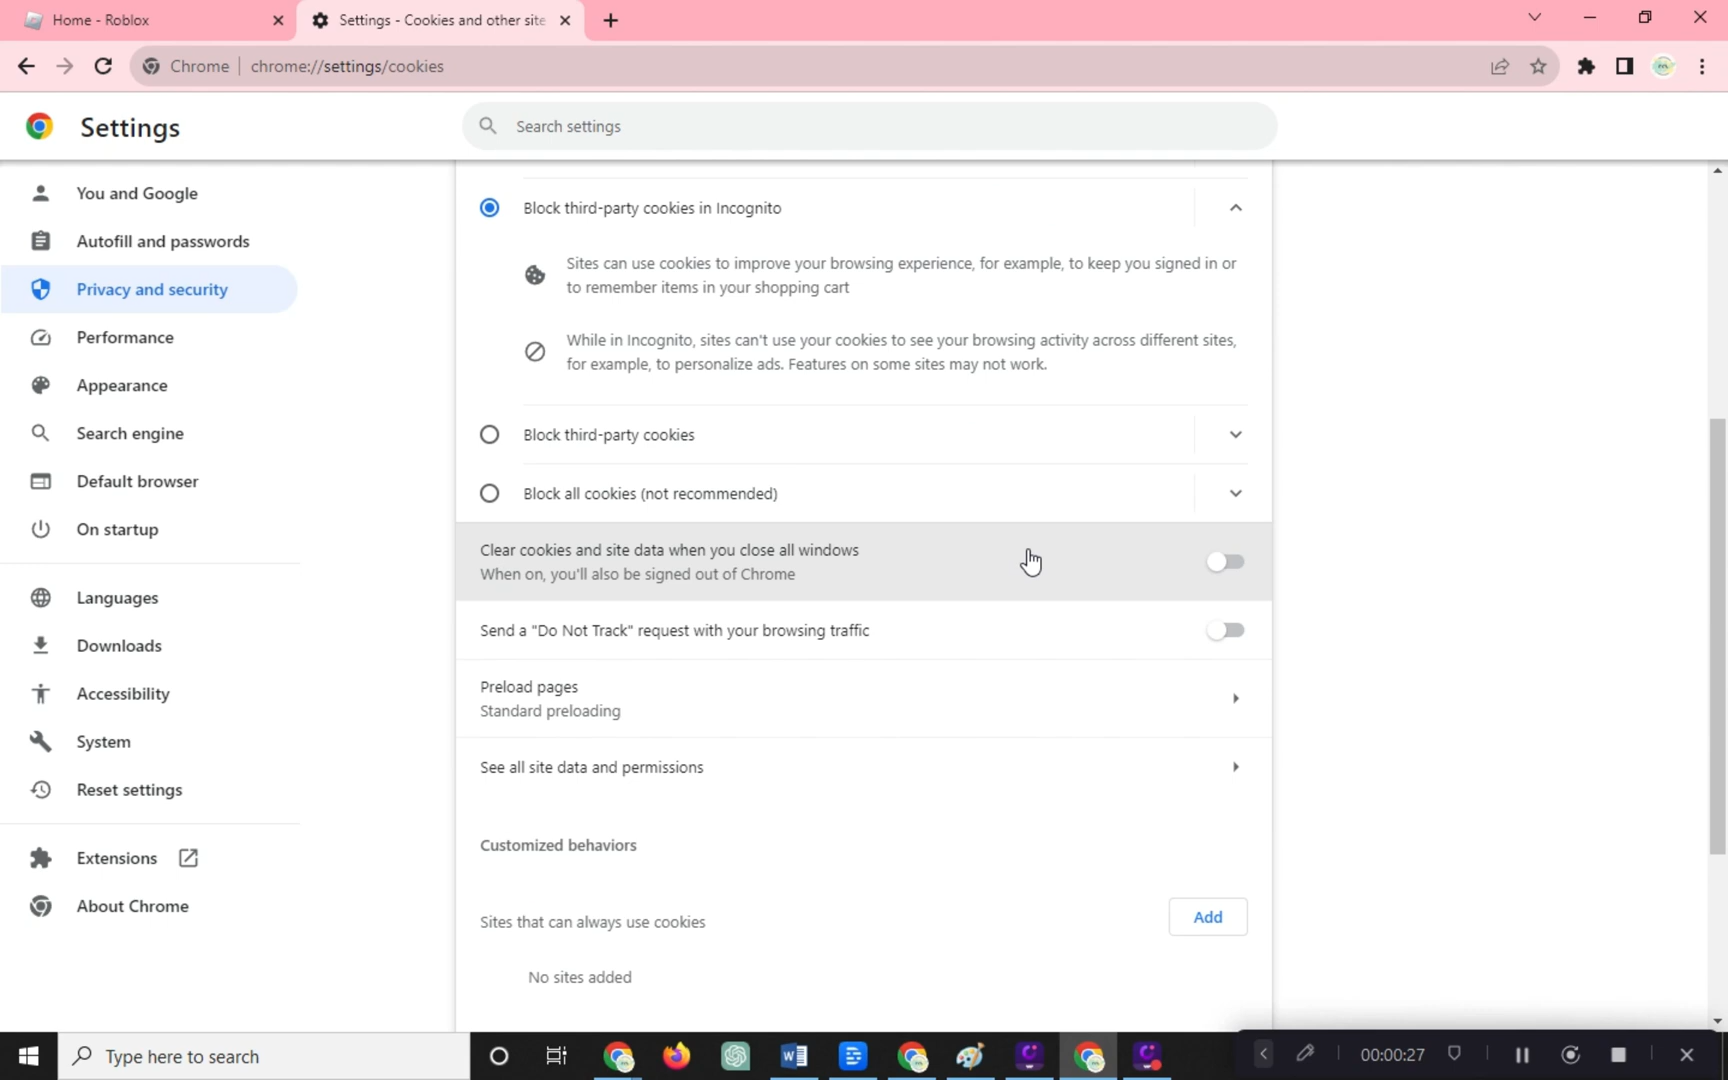 Home - Roblox
Settings - Cookies and other site
Chrome
chrome://settings/cookies
Settings
Search settings
You and Google
Autofill and passwords
Privacy and security
Performance
Appearance
Search engine
Default browser
On startup
Languages
Downloads
Accessibility
System
Reset settings
Extensions
About Chrome
Block third-party cookies in Incognito
Sites can use cookies to improve your browsing experience, for example, to keep you signed in or
to remember items in your shopping cart
While in Incognito, sites can't use your cookies to see your browsing activity across different sites,
for example, to personalize ads. Features on some sites may not work.
Block third-party cookies
Block all cookies (not recommended)
Clear cookies and site data when you close all windows
When on, you'll also be signed out of Chrome
Send a "Do Not Track" request with your browsing traffic
Preload pages
Standard preloading
See all site data and permissions
Customized behaviors
Sites that can always use cookies
Add
No sites added
Type here to search
00:00:27